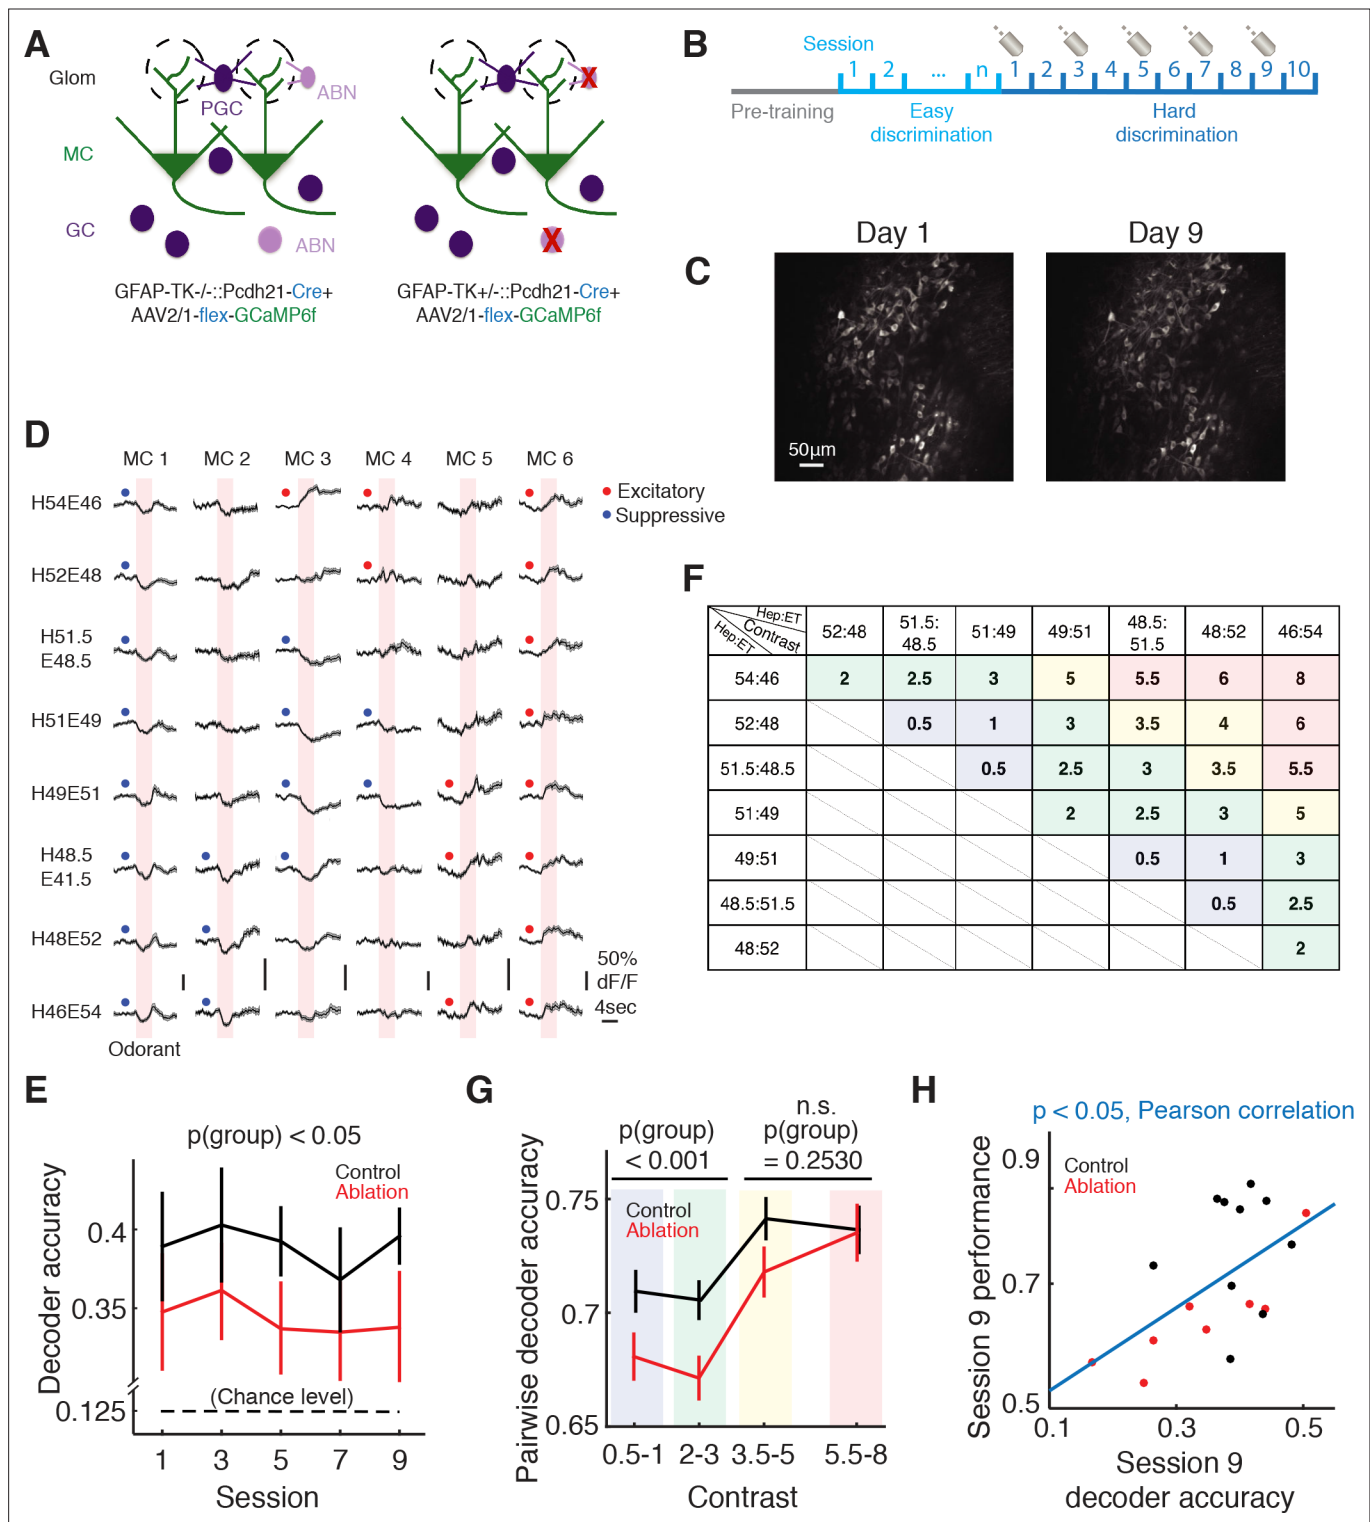 A
Glom
PGC
ABN
MC
GC
ABN
GFAP-TK-/-::Pcdh21-Cre+
AAV2/1-flex-GCaMP6f
GFAP-TK+/-::Pcdh21-Cre+
AAV2/1-flex-GCaMP6f
X
X
B
Session
1 2 ... n 1 2 3 4 5 6 7 8 9 10
Pre-training
Easy
discrimination
Hard
discrimination
C
Day 1
Day 9
50μm
D
MC 1 MC 2 MC 3 MC 4 MC 5 MC 6
Excitatory
Suppressive
H54E46
H52E48
H51.5
E48.5
H51E49
H49E51
H48.5
E41.5
H48E52
H46E54
50%
dF/F
4sec
Odorant
F
Hep:ET
Contrast
Hep:ET
52:48 51.5: 51:49 49:51 48.5: 48:52 46:54
48.5 51.5
54:46 2 2.5 3 5 5.5 6 8
52:48 0.5 1 3 3.5 4 6
51.5:48.5 0.5 2.5 3 3.5 5.5
51:49 2 2.5 3 5
49:51 0.5 1 3
48.5:51.5 0.5 2.5
48:52 2
E
p(group) < 0.05
Control
Ablation
Decoder accuracy
0.4
0.35
0.125
(Chance level)
1 3 5 7 9
Session
G
n.s.
p(group) p(group)
< 0.001 = 0.2530
Control
Ablation
Pairwise decoder accuracy
0.75
0.7
0.65
0.5-1 2-3 3.5-5 5.5-8
Contrast
H
p < 0.05, Pearson correlation
Control
Ablation
Session 9 performance
0.9
0.7
0.5
0.1 0.3 0.5
Session 9
decoder accuracy